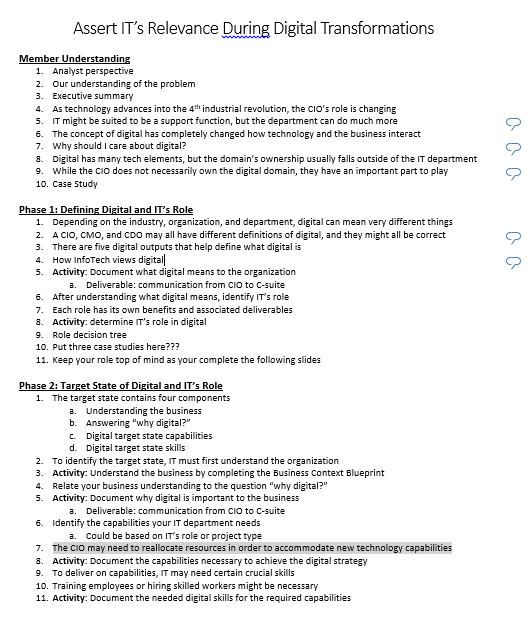 Assert IT's Relevance During Digital Transformations
Member Understanding
1. Analyst perspective
2. Our understanding of the problem
3. Executive summary
4. As technology advances into the 4th industrial revolution, the CIO's role is changing
5. IT might be suited to be a support function, but the department can do much more
6. The concept of digital has completely changed how technology and the business interact
7. Why should I care about digital?
8. Digital has many tech elements, but the domain's ownership usually falls outside of the IT department
9. While the CIO does not necessarily own the digital domain, they have an important part to play
10. Case Study
Phase 1: Defining Digital and IT's Role
1. Depending on the industry, organization, and department, digital can mean very different things
2. A CIO, CMO, and CDO may all have different definitions of digital, and they might all be correct
3. There are five digital outputs that help define what digital is
4. How InfoTech views digital
5. Activity: Document what digital means to the organization
a. Deliverable: communication from CIO to C-suite
6. After understanding what digital means, identify IT's role
7. Each role has its own benefits and associated deliverables
8. Activity: determine IT's role in digital
9. Role decision tree
10. Put three case studies here???
11. Keep your role top of mind as your complete the following slides
Phase 2: Target State of Digital and IT's Role
1. The target state contains four components
a. Understanding the business
b. Answering "why digital?"
c. Digital target state capabilities
d. Digital target state skills
2. To identify the target state, IT must first understand the organization
3. Activity: Understand the business by completing the Business Context Blueprint
4. Relate your business understanding to the question "why digital?"
5. Activity: Document why digital is important to the business
a. Deliverable: communication from CIO to C-suite
6. Identify the capabilities your IT department needs
a. Could be based on IT's role or project type
7. The CIO may need to reallocate resources in order to accommodate new technology capabilities
8. Activity: Document the capabilities necessary to achieve the digital strategy
9. To deliver on capabilities, IT may need certain crucial skills
10. Training employees or hiring skilled workers might be necessary
11. Activity: Document the needed digital skills for the required capabilities